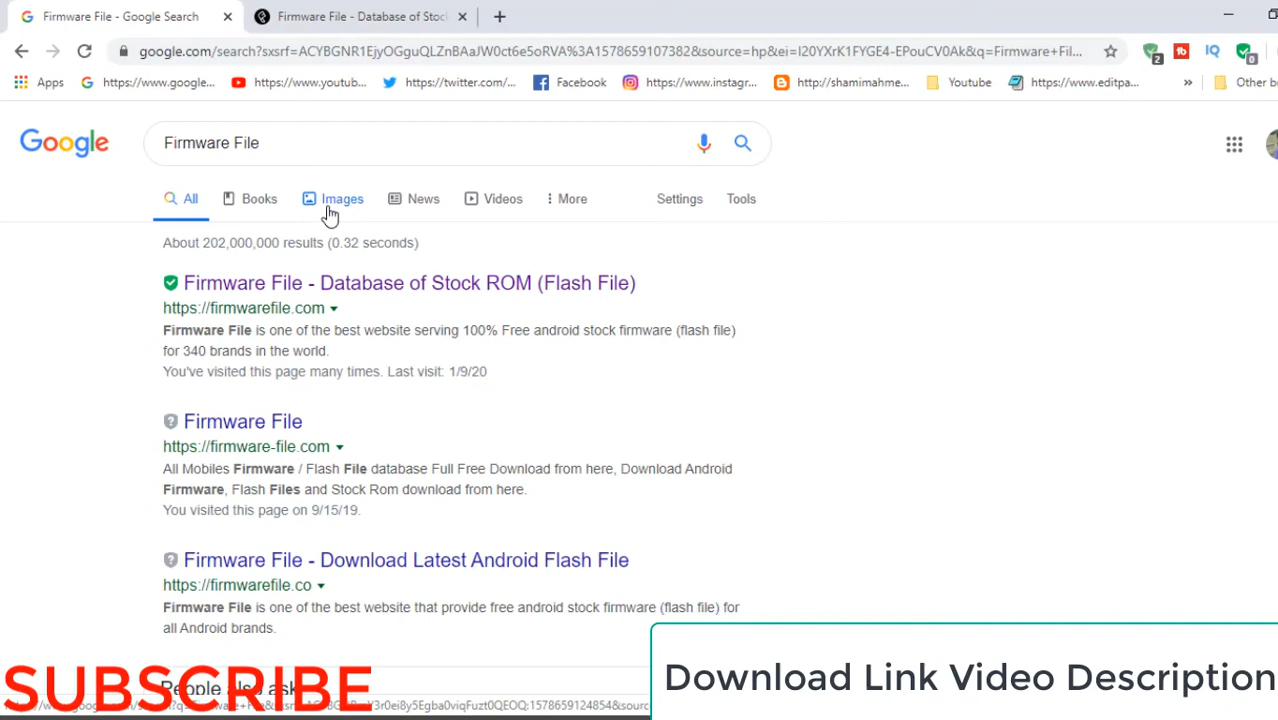 Firmware File - Google Search
Firmware File - Database of Stoc
google.com/search?sxsrf=ACYBGNR1EjyOGguQLZnBAaJW0ct6e5oRVA%3A1578659107382&source=hp&ei=I20YXrK1FYGE4-EPouCV0Ak&q=Firmware+Fil...
2
0
Apps
https://www.google...
https://www.youtub...
https://twitter.com/...
Facebook
https://www.instag...
http://shamimahme...
Youtube
https://www.editpa...
»
Other b
Google
Firmware File
All
Books
Images
News
Videos
More
Settings
Tools
About 202,000,000 results (0.32 seconds)
Firmware File - Database of Stock ROM (Flash File)
https://firmwarefile.com
Firmware File is one of the best website serving 100% Free android stock firmware (flash file)
for 340 brands in the world.
You've visited this page many times. Last visit: 1/9/20
Firmware File
https://firmware-file.com
All Mobiles Firmware / Flash File database Full Free Download from here, Download Android
Firmware, Flash Files and Stock Rom download from here.
You visited this page on 9/15/19.
Firmware File - Download Latest Android Flash File
https://firmwarefile.co
Firmware File is one of the best website that provide free android stock firmware (flash file) for
all Android brands.
People also ask
SUBSCRIBE
Download Link Video Description